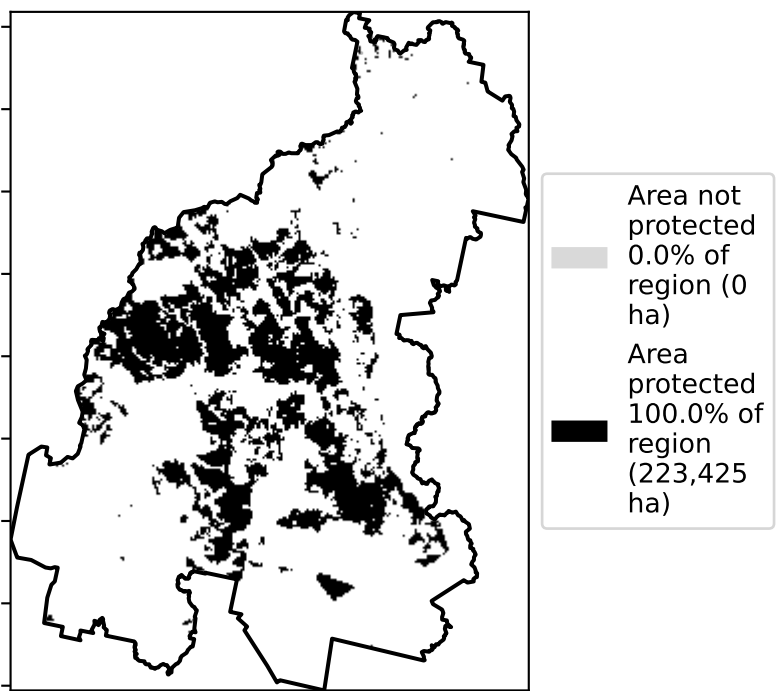 Area not
protected
0.0% of
region (0
ha)
Area
protected
100.0% of
region
(223,425
ha)